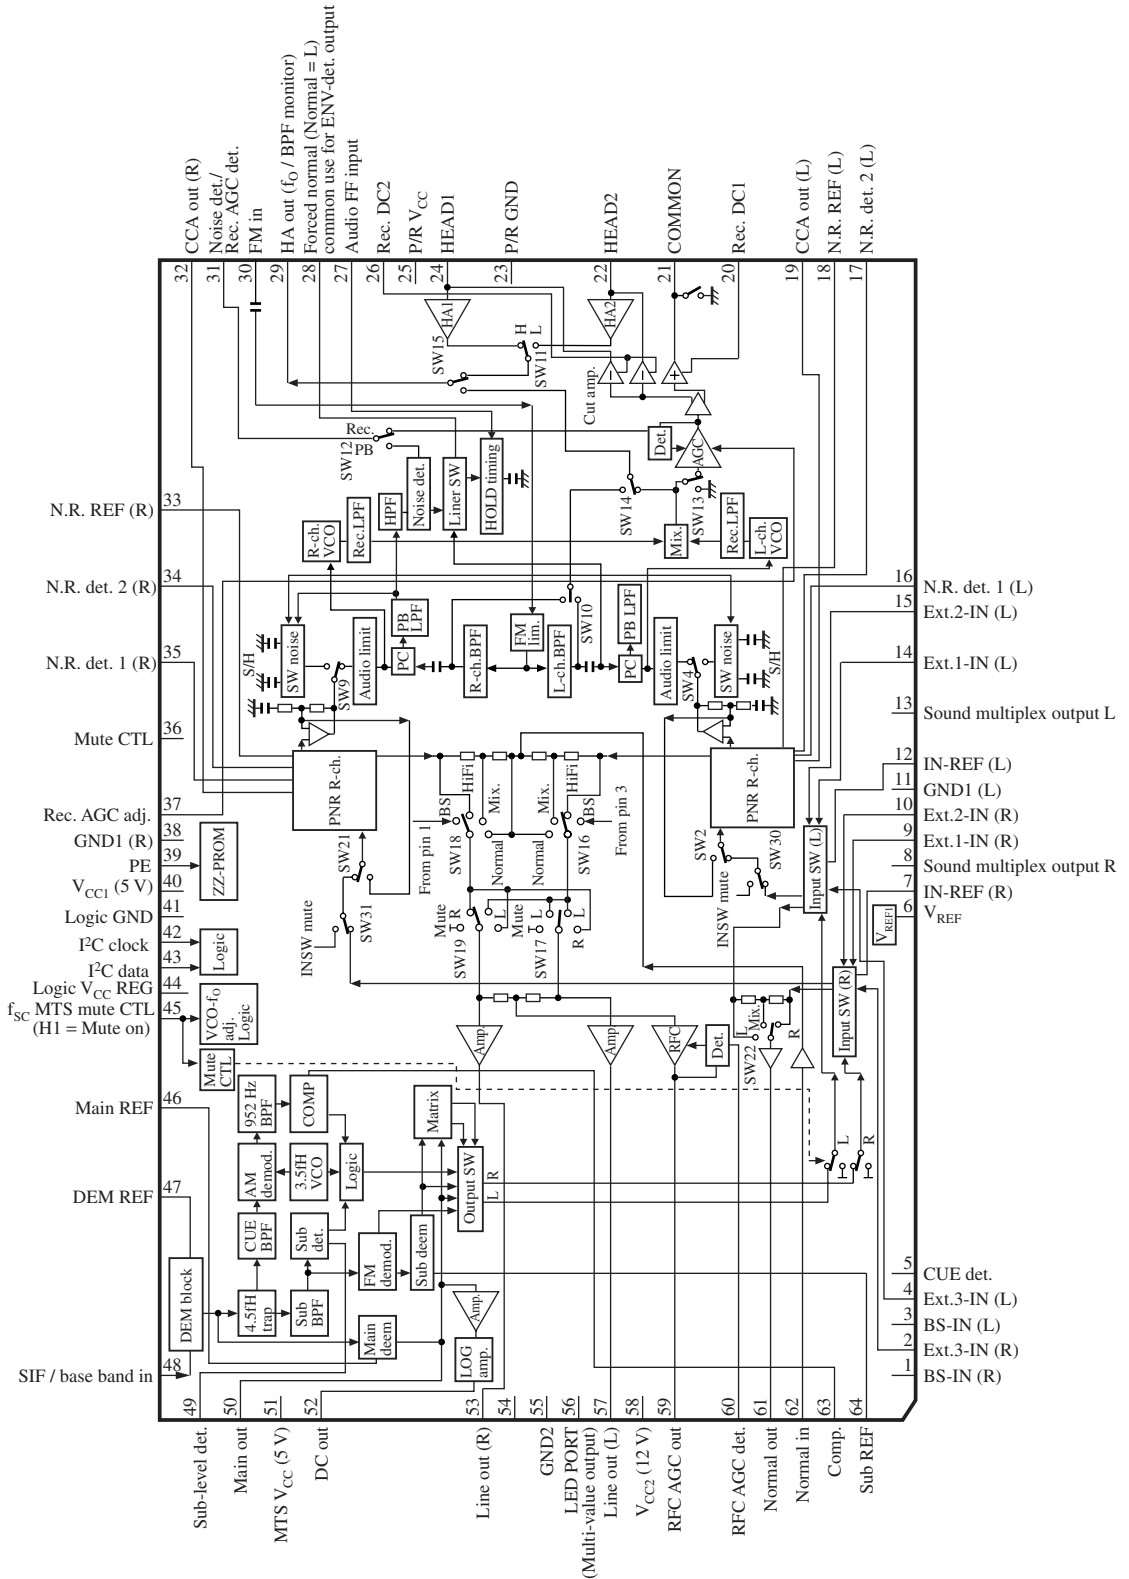 CCA out (R)
32
Noise det./
Rec. AGC det.
31
FM in
30
HA out (fO / BPF monitor)
29
Forced normal (Normal = L)
common use for ENV-det. output
28
Audio FF input
27
Rec. DC2
26
P/R VCC
25
HEAD1
24
P/R GND
23
HEAD2
22
COMMON
21
Rec. DC1
20
CCA out (L)
19
N.R. REF (L)
18
N.R. det. 2 (L)
17
N.R. REF (R)
33
N.R. det. 2 (R)
34
N.R. det. 1 (R)
35
Mute CTL
36
Rec. AGC adj.
37
GND1 (R)
38
PE
39
VCC1 (5 V)
40
Logic GND
41
I2C clock
42
I2C data
43
Logic VCC REG
44
fSC MTS mute CTL
(H1 = Mute on)
45
Main REF
46
DEM REF
47
SIF / base band in
48
16
N.R. det. 1 (L)
15
Ext.2-IN (L)
14
Ext.1-IN (L)
13
Sound multiplex output L
12
IN-REF (L)
11
GND1 (L)
10
Ext.2-IN (R)
9
Ext.1-IN (R)
8
Sound multiplex output R
7
IN-REF (R)
6
VREF
5
CUE det.
4
Ext.3-IN (L)
3
BS-IN (L)
2
Ext.3-IN (R)
1
BS-IN (R)
HA1
HA2
SW15
H
L
SW11
Cut amp.
+
−
−
Rec.
PB
SW12
Det.
AGC
Noise det.
Liner SW
HOLD timing
HPF
SW14
SW13
R-ch.
VCO
Rec.LPF
Mix.
Rec.LPF
L-ch.
VCO
S/H
SW noise
SW9
Audio limit
PB
LPF
PC
R-ch.BPF
FM
lim.
L-ch.BPF
SW10
PC
PB LPF
Audio limit
SW4
SW noise
S/H
PNR R-ch.
HiFi
Mix.
Mix.
HiFi
BS
BS
PNR R-ch.
From pin 1
SW18
Normal
Normal
SW16
From pin 3
SW21
SW31
INSW mute
SW2
SW30
INSW mute
Input SW (L)
VREF1
Mute
R
L
SW19
Mute
L
L
R
SW17
Input SW (R)
ZZ-PROM
Logic
VCO-fO
adj.
Logic
Mute
CTL
Amp.
Amp.
RFC
Det.
L
Mix.
R
SW22
952 Hz
BPF
COMP
Matrix
AM
demod.
3.5fH
VCO
Logic
Output SW
R
L
L
R
CUE
BPF
Sub
det.
FM
demod.
Sub deem
DEM block
4.5fH
trap
Sub
BPF
Main
deem
Amp.
LOG
amp.
49
Sub-level det.
50
Main out
51
MTS VCC (5 V)
52
DC out
53
Line out (R)
54
55
GND2
56
LED PORT
(Multi-value output)
57
Line out (L)
58
VCC2 (12 V)
59
RFC AGC out
60
RFC AGC det.
61
Normal out
62
Normal in
63
Comp.
64
Sub REF